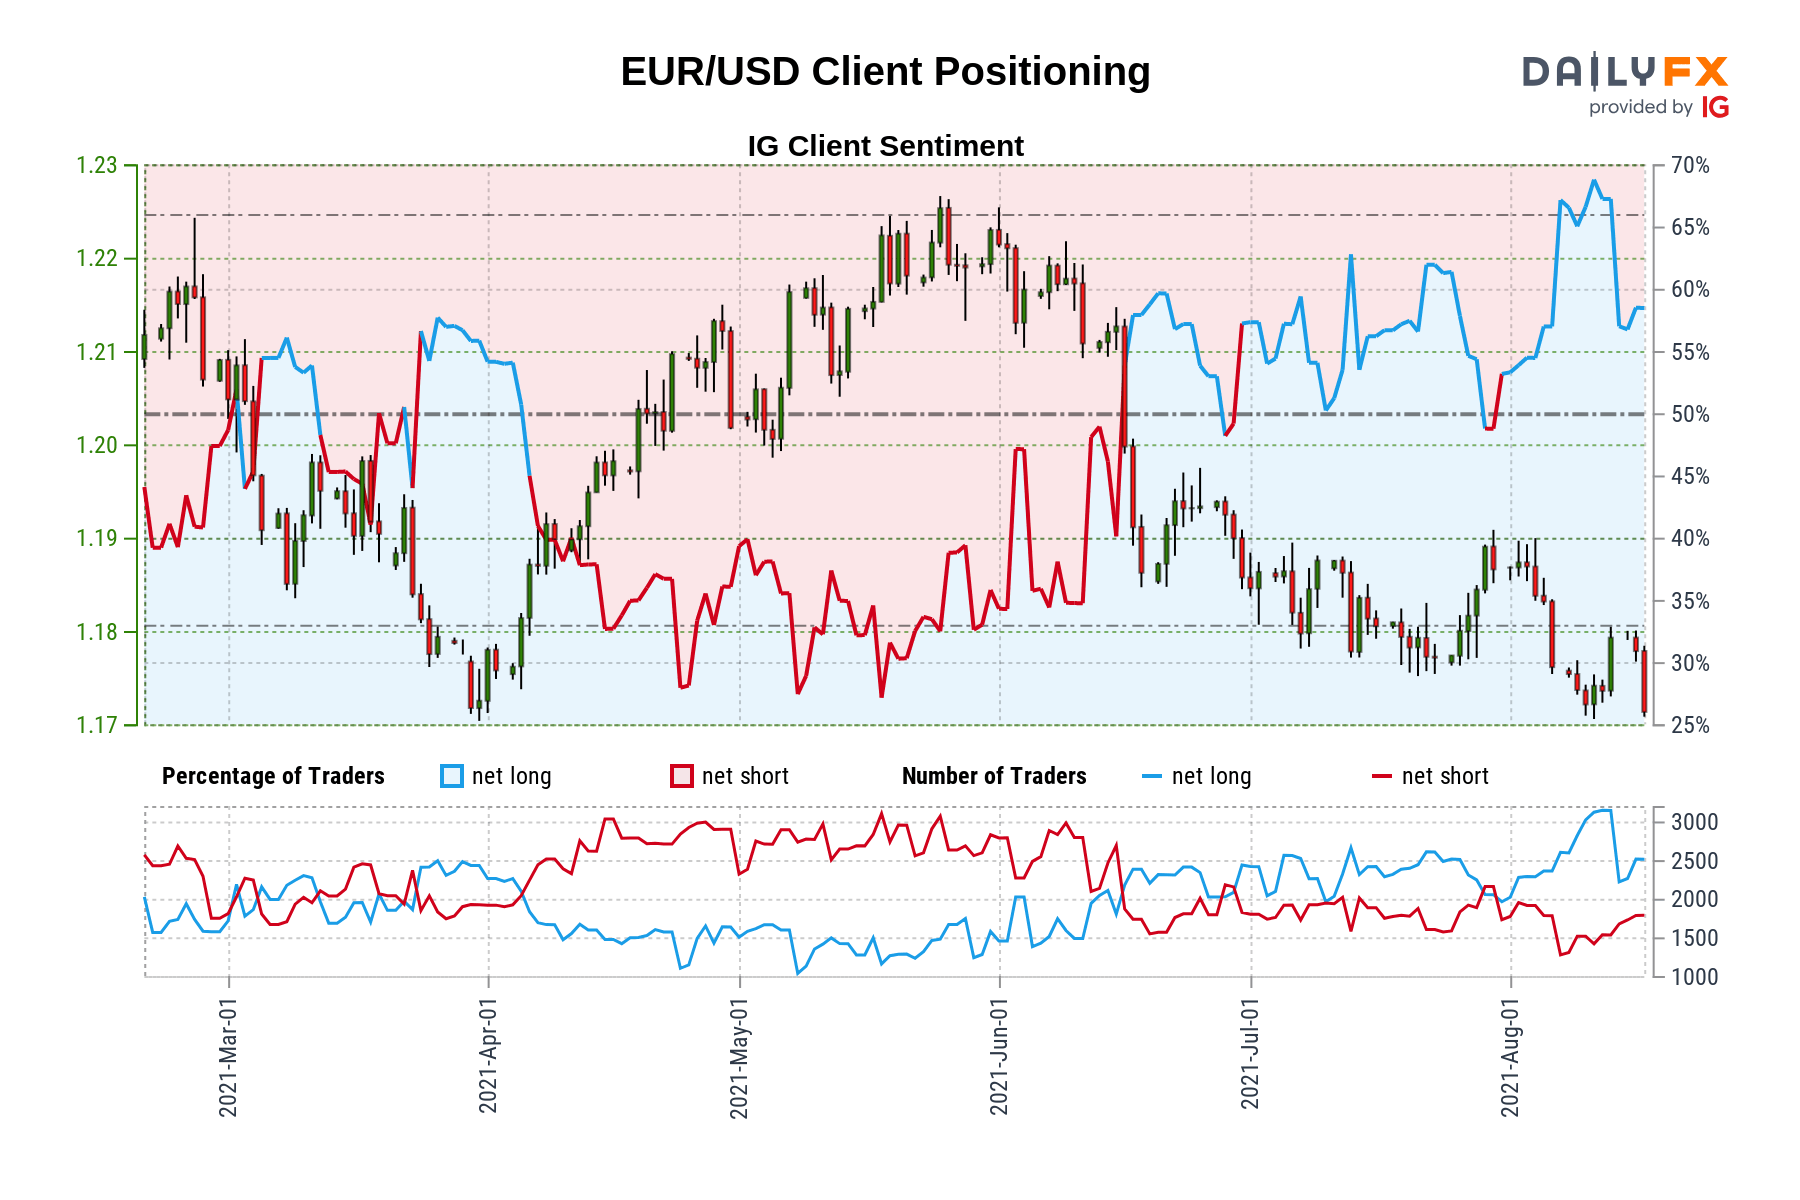 EUR/USD Client Positioning
DAILYFX
provided by IG
IG Client Sentiment
1.23
1.22
1.21
1.20
1.19
1.18
1.17
70%
65%
60%
55%
50%
45%
40%
35%
30%
25%
Percentage of Traders net long net short Number of Traders net long net short
3000
2500
2000
1500
1000
2021-Mar-01
2021-Apr-01
2021-May-01
2021-Jun-01
2021-Jul-01
2021-Aug-01